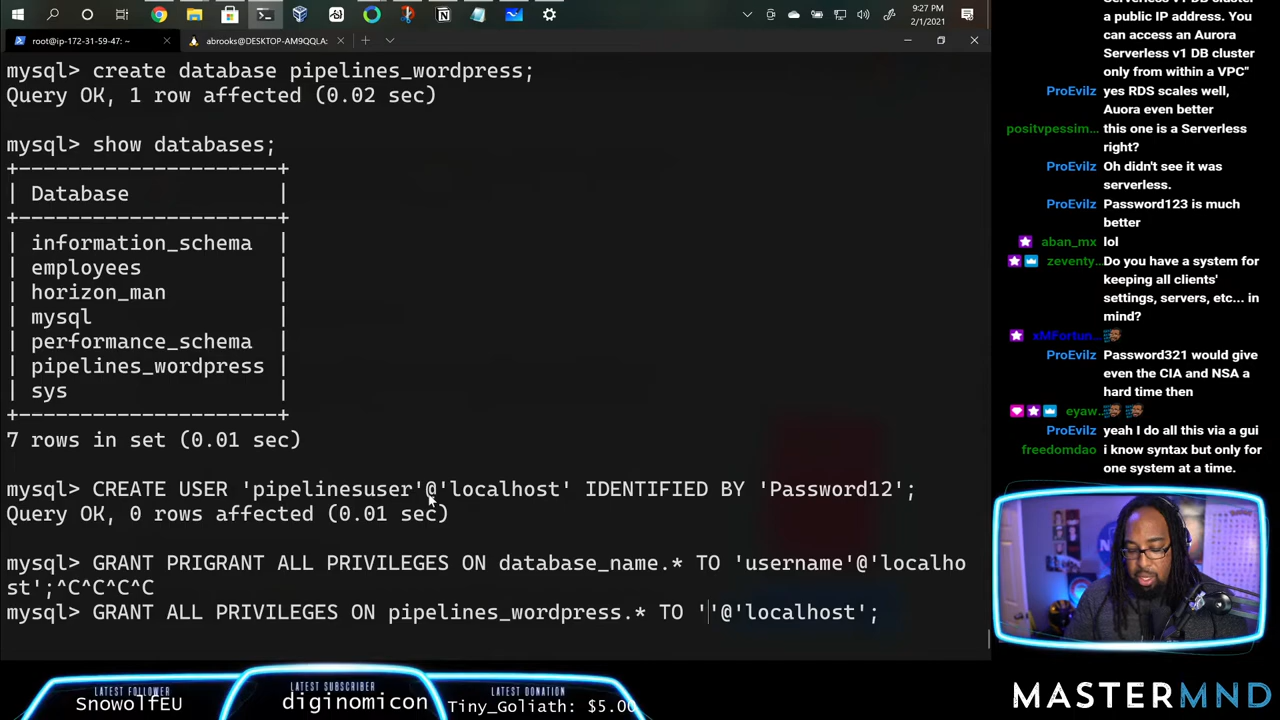 9:27 PM
2/1/2021
root@ip-172-31-59-47: ~
abrooks@DESKTOP-AM9QQLA:
mysql> create database pipelines_wordpress;
Query OK, 1 row affected (0.02 sec)
mysql> show databases;
+--------------------+
| Database |
+--------------------+
| information_schema |
| employees |
| horizon_man |
| mysql |
| performance_schema |
| pipelines_wordpress |
| sys |
+--------------------+
7 rows in set (0.01 sec)
mysql> CREATE USER 'pipelinesuser'@'localhost' IDENTIFIED BY 'Password12';
Query OK, 0 rows affected (0.01 sec)
mysql> GRANT PRIGRANT ALL PRIVILEGES ON database_name.* TO 'username'@'localho
st';^C^C^C^C
mysql> GRANT ALL PRIVILEGES ON pipelines_wordpress.* TO ''@'localhost';
Serverless v1 DB cluster
a public IP address. You
can access an Aurora
Serverless v1 DB cluster
only from within a VPC"
ProEvilz yes RDS scales well,
Auora even better
positvpessim... this one is a Serverless
right?
ProEvilz Oh didn't see it was
serverless.
ProEvilz Password123 is much
better
aban_mx lol
zeventy... Do you have a system for
keeping all clients'
settings, servers, etc... in
mind?
xMFortun...
ProEvilz Password321 would give
even the CIA and NSA a
hard time then
eyaw...
ProEvilz yeah I do all this via a gui
freedomdao i know syntax but only for
one system at a time.
LATEST FOLLOWER
SnowolfEU
LATEST SUBSCRIBER
diginomicon
LATEST DONATION
Tiny_Goliath: $5.00
MASTERMND